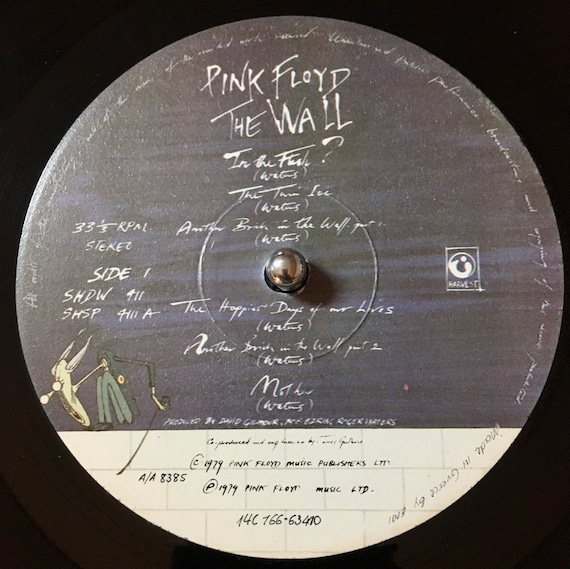 PINK FLOYD
THE WALL
In the Flesh?
(Waters)
The Thin Ice
(Waters)
Another Brick in the Wall part 1
(Waters)
33⅓ RPM
STEREO
SIDE 1
SHDW 411
SHSP 4111 A
HARVEST
The Happiest Days of our Lives
(Waters)
Another Brick in the Wall part 2
(Waters)
Mother
(Waters)
PRODUCED BY DAVID GILMOUR, BOB EZRIN & ROGER WATERS
Co-produced and engineered by: James Guthrie
© 1979 PINK FLOYD MUSIC PUBLISHERS LTD
A/A 8385
℗ 1979 PINK FLOYD MUSIC LTD.
14C 766-63410
Made in Greece by EMI